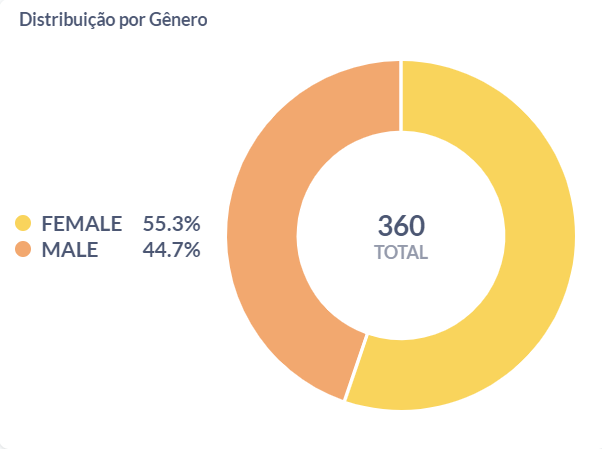 Distribuição por Gênero
FEMALE 55.3%
MALE 44.7%
360
TOTAL